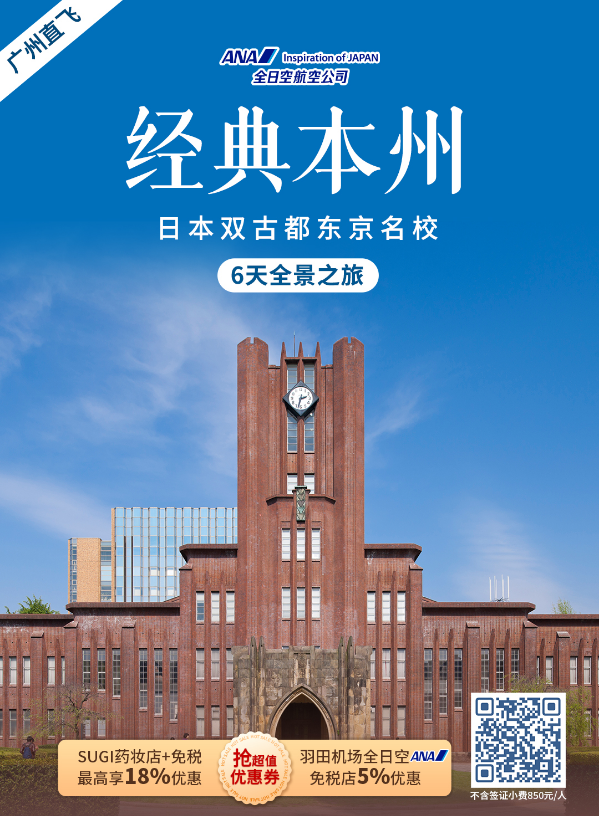 广州直飞
ANA Inspiration of JAPAN
全日空航空公司
经典本州
日本双古都东京名校
6天全景之旅
SUGI药妆店+免税
最高享18%优惠
抢超值
优惠券
羽田机场全日空ANA
免税店5%优惠
不含签证小费850元/人